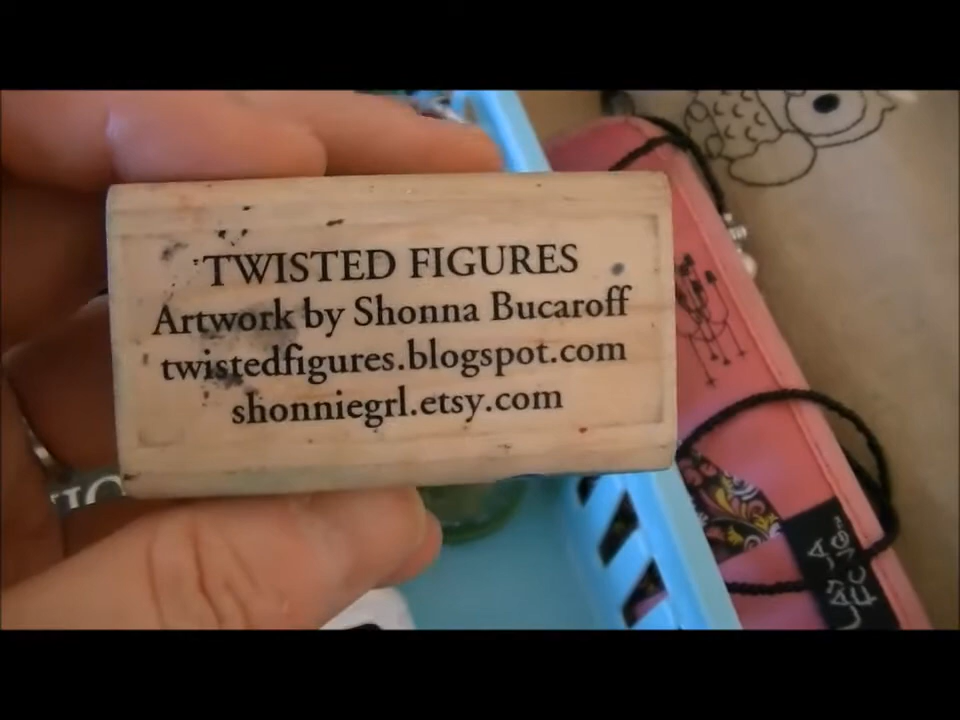 TWISTED FIGURES
Artwork by Shonna Bucaroff
twistedfigures.blogspot.com
shonniegrl.etsy.com